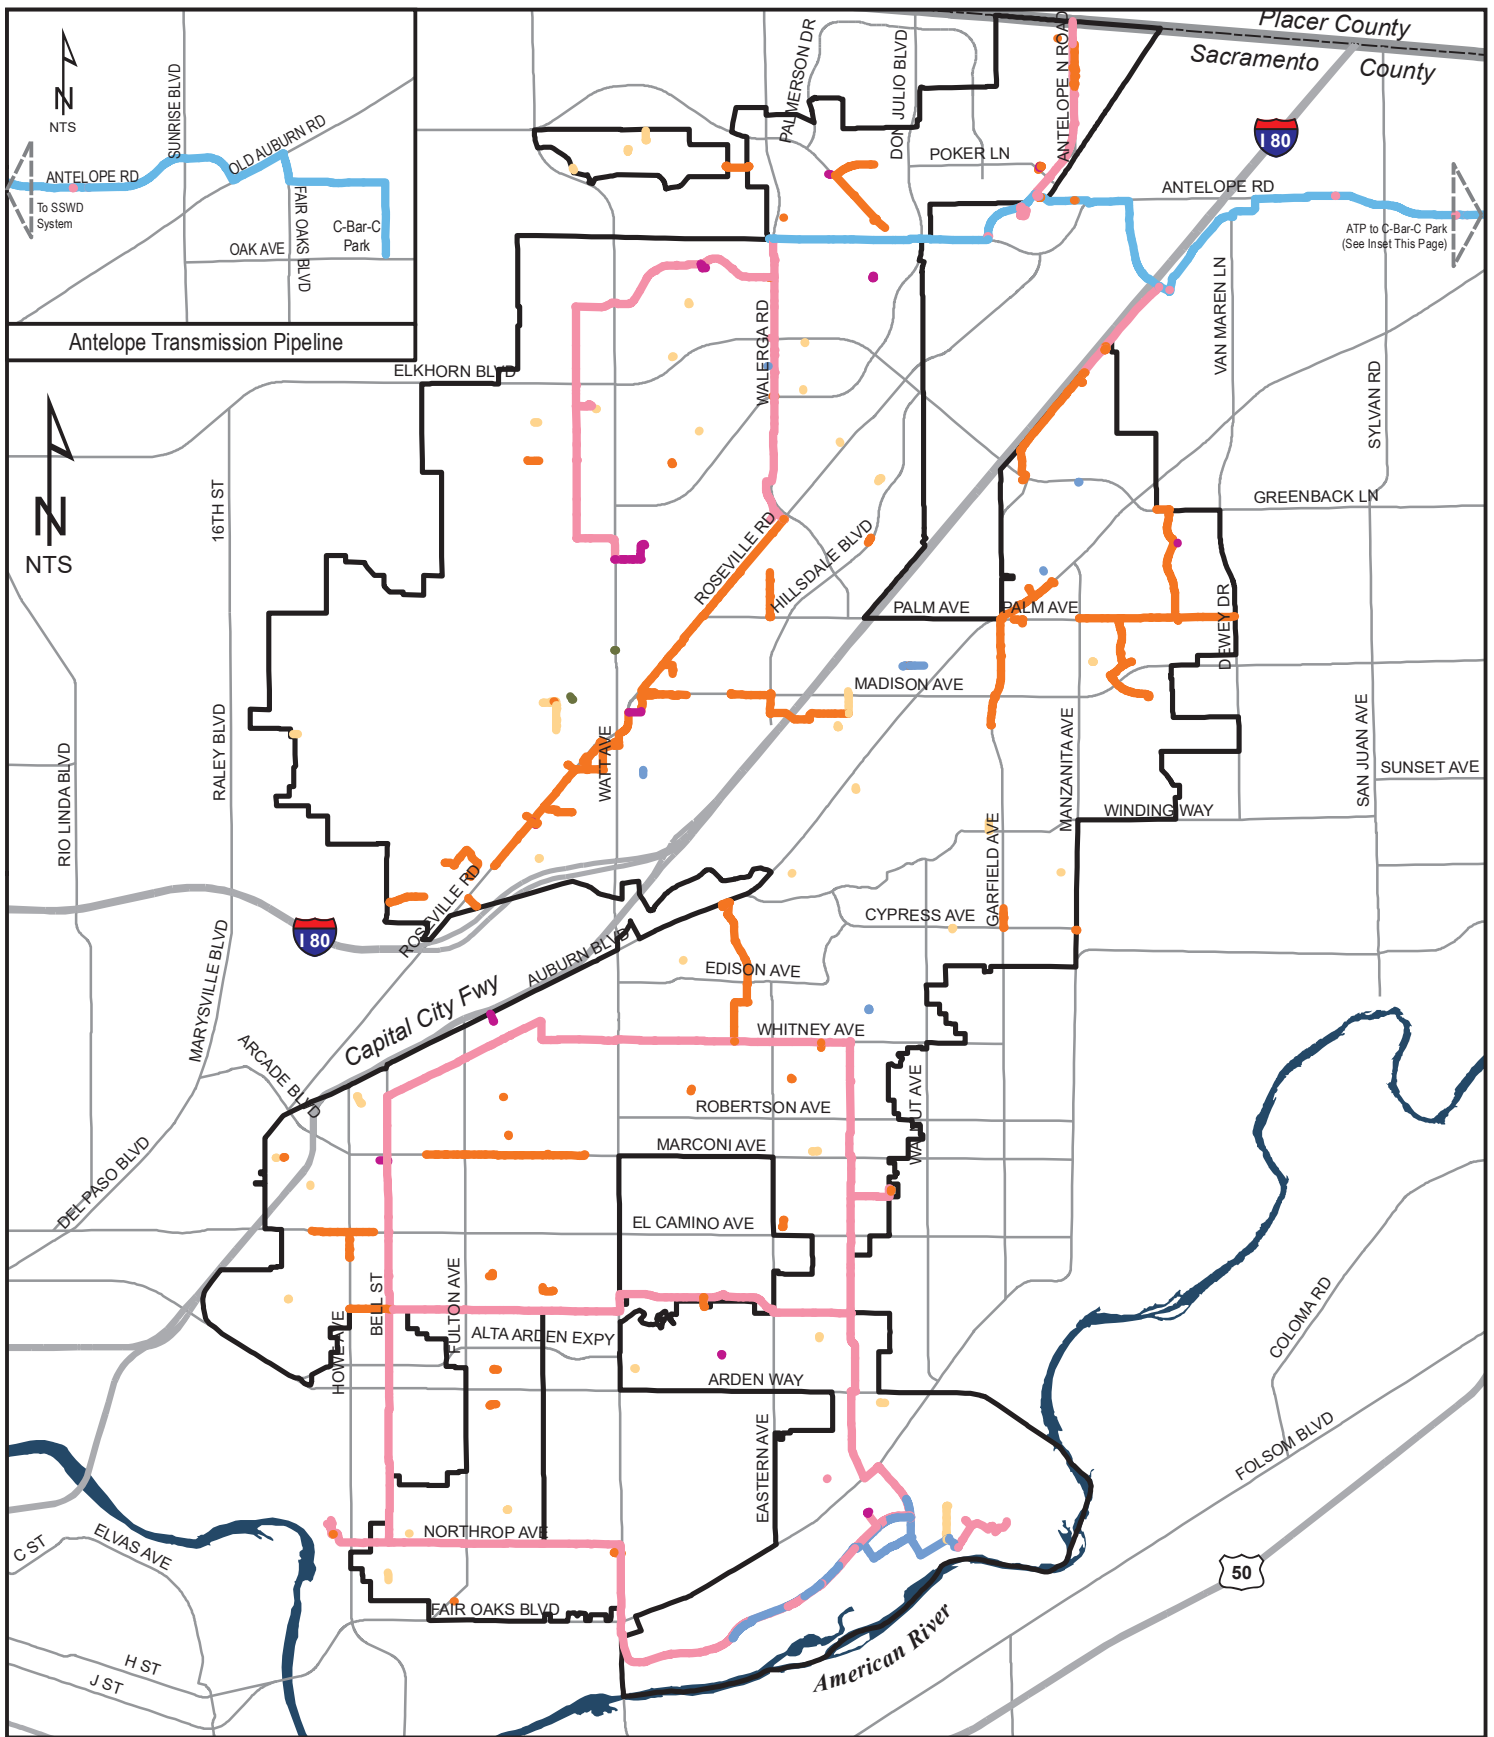 Placer County
Sacramento
County
PALMERSON DR
DON JULIO BLVD
ANTELOPE N ROAD
I 80
POKER LN
ANTELOPE RD
ATP to C-Bar-C Park
(See Inset This Page)
N
NTS
SUNRISE BLVD
OLD AUBURN RD
ANTELOPE RD
To SSWD
System
FAIR OAKS BLVD
C-Bar-C
Park
OAK AVE
Antelope Transmission Pipeline
WALERGA RD
VAN MAREN LN
SYLVAN RD
ELKHORN BLVD
N
NTS
16TH ST
GREENBACK LN
ROSEVILLE RD
HILLSDALE BLVD
PALM AVE
PALM AVE
DEWEY DR
MADISON AVE
RIO LINDA BLVD
RALEY BLVD
WATT AVE
MANZANITA AVE
SAN JUAN AVE
SUNSET AVE
WINDING WAY
GARFIELD AVE
ROSEVILLE RD
CYPRESS AVE
I 80
MARYSVILLE BLVD
AUBURN BLVD
EDISON AVE
Capital City Fwy
WHITNEY AVE
ARCADE BLVD
WALNUT AVE
ROBERTSON AVE
MARCONI AVE
DEL PASO BLVD
EL CAMINO AVE
HOWE AVE
BELL ST
FULTON AVE
ALTA ARDEN EXPY
COLOMA RD
ARDEN WAY
EASTERN AVE
FOLSOM BLVD
NORTHROP AVE
C ST
ELVAS AVE
50
FAIR OAKS BLVD
H ST
J ST
American River